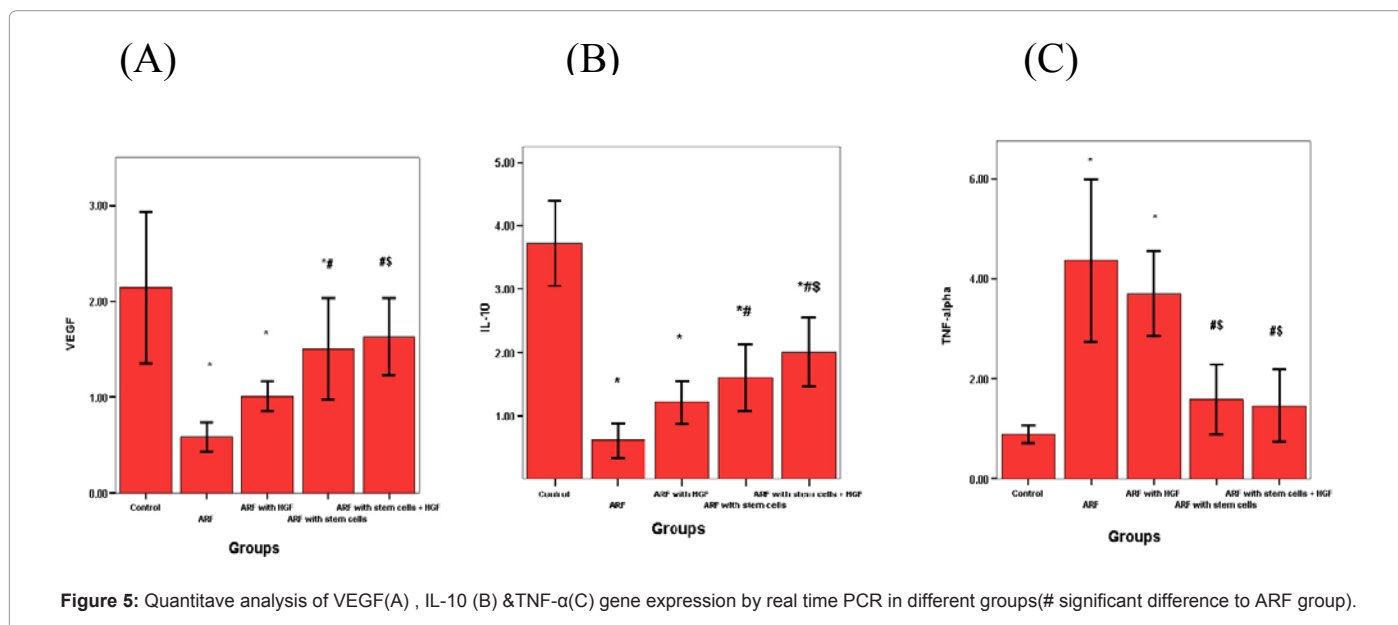 (A)
(B)
(C)
VEGF
3.00
2.00
1.00
0.00
*
*
*#
#$
Control
ARF
ARF with HGF
ARF with stem cells
ARF with stem cells + HGF
Groups
IL-10
5.00
4.00
3.00
2.00
1.00
*
*
*#
*#$
Control
ARF
ARF with HGF
ARF with stem cells
ARF with stem cells + HGF
Groups
TNF-alpha
6.00
4.00
2.00
0.00
*
*
#$
#$
Control
ARF
ARF with HGF
ARF with stem cells
ARF with stem cells + HGF
Groups
Figure 5: Quantitave analysis of VEGF(A) , IL-10 (B) &TNF-α(C) gene expression by real time PCR in different groups(# significant difference to ARF group).